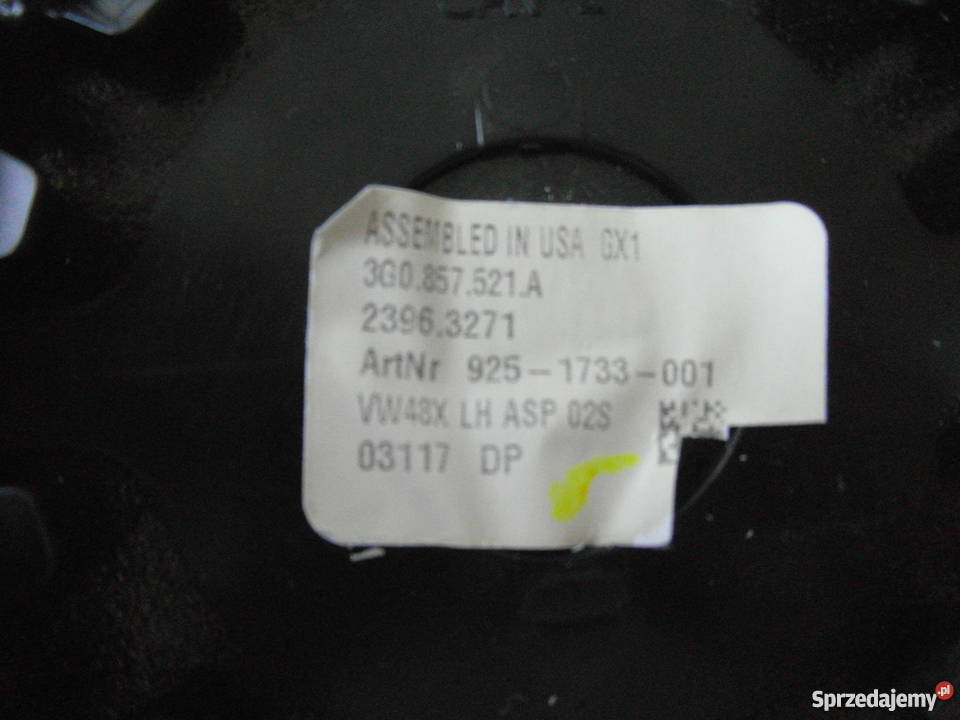 ASSEMBLED IN USA GX1
3G0.857.521.A
2396.3271
ArtNr 925-1733-001
VW48X LH ASP 02S
03117 DP
Sprzedajemy.pl